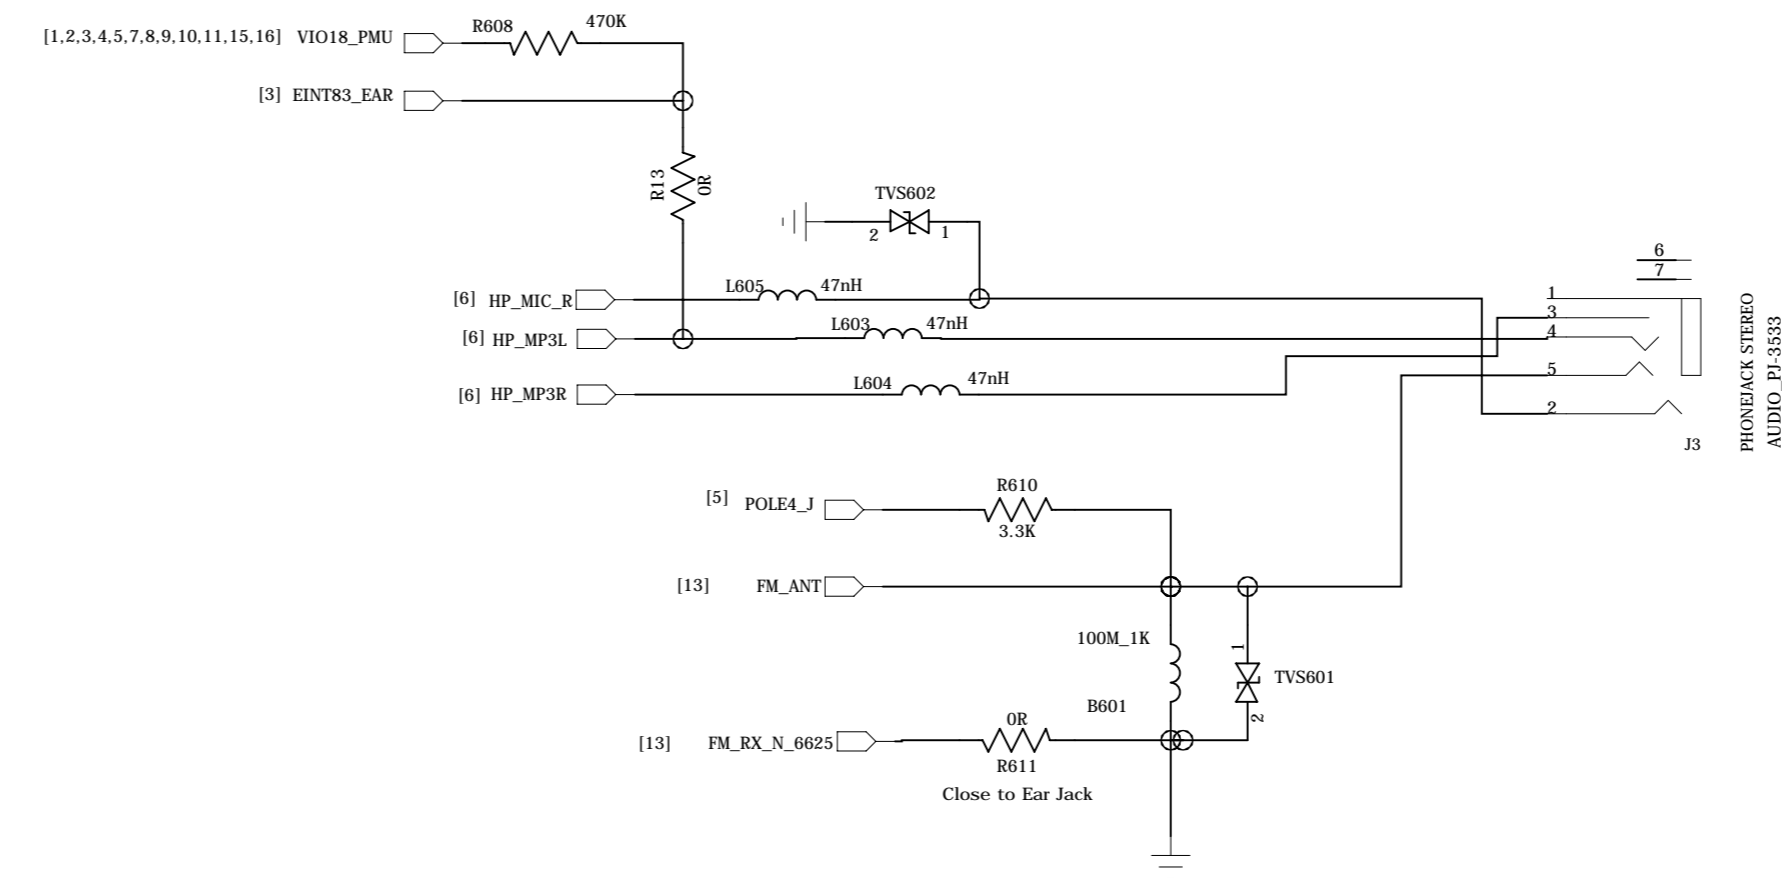 R608 470K
[1,2,3,4,5,7,8,9,10,11,15,16] VIO18_PMU
[3] EINT83_EAR
R13
0R
TVS602
2 1
6
7
L605 47nH
[6] HP_MIC_R
1
3
L603 47nH
[6] HP_MP3L
4
5
L604 47nH
[6] HP_MP3R
2
J3
PHONEJACK STEREO
AUDIO_PJ-3533
R610
[5] POLE4_J
3.3K
[13] FM_ANT
100M_1K
1
TVS601
B601
2
0R
[13] FM_RX_N_6625
R611
Close to Ear Jack